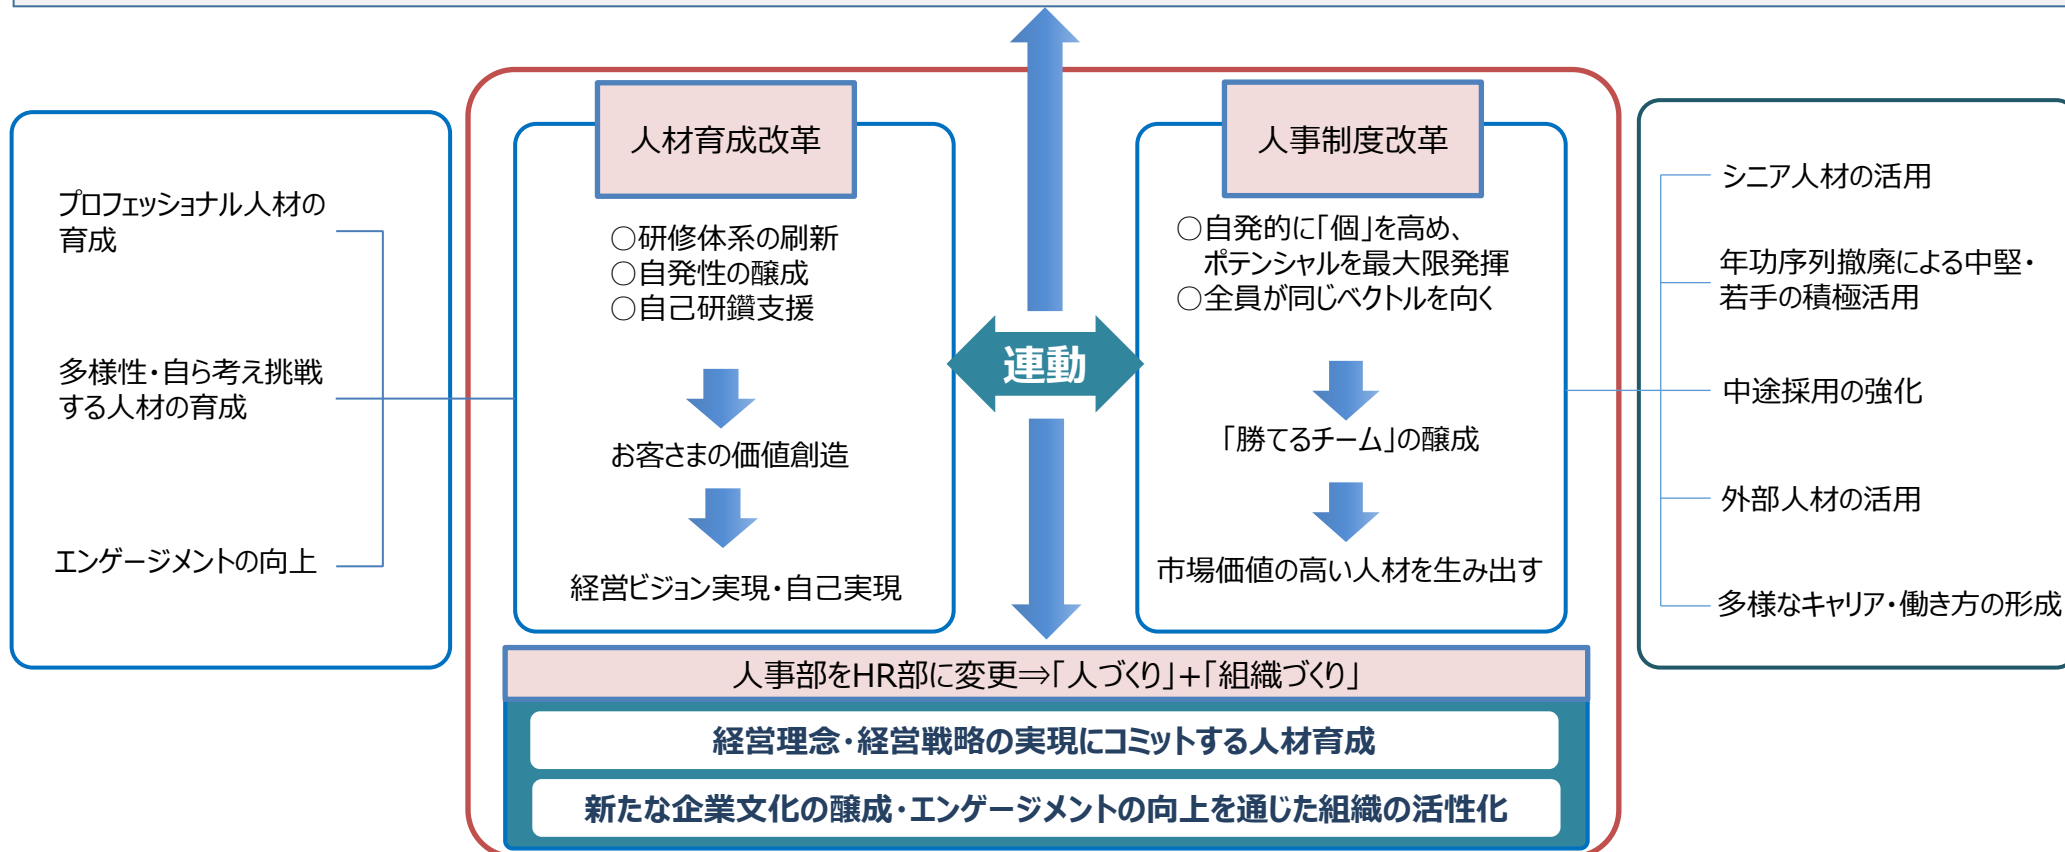 プロフェッショナル人材の
育成
多様性・自ら考え挑戦
する人材の育成
エンゲージメントの向上
人材育成改革
○研修体系の刷新
○自発性の醸成
○自己研鑽支援
お客さまの価値創造
経営ビジョン実現・自己実現
連動
人事制度改革
○自発的に「個」を高め、
ポテンシャルを最大限発揮
○全員が同じベクトルを向く
「勝てるチーム」の醸成
市場価値の高い人材を生み出す
シニア人材の活用
年功序列撤廃による中堅・
若手の積極活用
中途採用の強化
外部人材の活用
多様なキャリア・働き方の形成
人事部をHR部に変更⇒「人づくり」+「組織づくり」
経営理念・経営戦略の実現にコミットする人材育成
新たな企業文化の醸成・エンゲージメントの向上を通じた組織の活性化